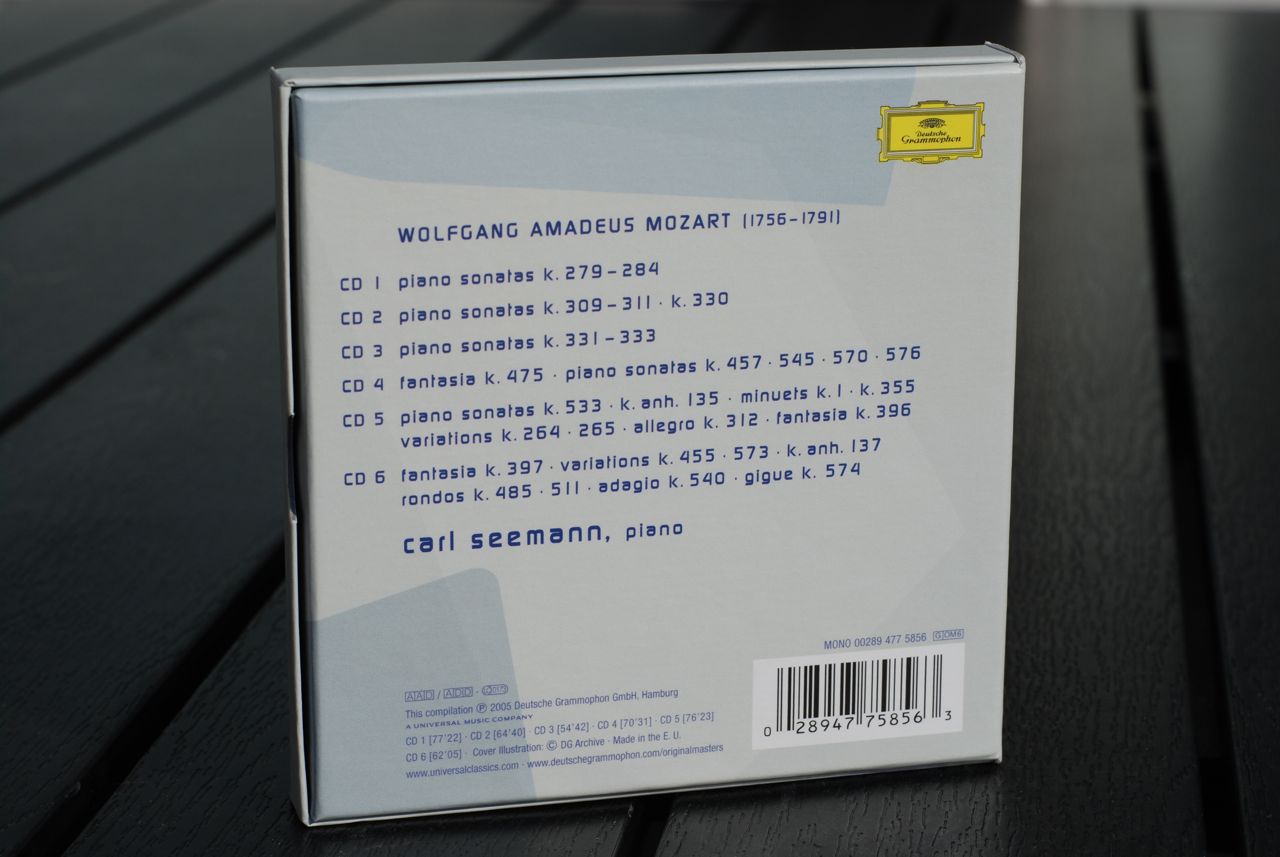 Deutsche
Grammophon
WOLFGANG AMADEUS MOZART (1756–1791)
CD 1 piano sonatas k. 279–284
CD 2 piano sonatas k. 309–311 · k. 330
CD 3 piano sonatas k. 331–333
CD 4 fantasia k. 475 · piano sonatas k. 457 · 545 · 570 · 576
CD 5 piano sonatas k. 533 · k. anh. 135 · minuets k. 1 · k. 355
variations k. 264 · 265 · allegro k. 312 · fantasia k. 396
CD 6 fantasia k. 397 · variations k. 455 · 573 · k. anh. 137
rondos k. 485 · 511 · adagio k. 540 · gigue k. 574
carl seemann, piano
MONO 00289 477 5856 GOM6
0 28947 75856 3
AAD / ADD ·
This compilation ℗ 2005 Deutsche Grammophon GmbH, Hamburg
A UNIVERSAL MUSIC COMPANY
CD 1 [77'22] · CD 2 [64'40] · CD 3 [54'42] · CD 4 [70'31] · CD 5 [76'23]
CD 6 [62'05] · Cover Illustration: © DG Archive · Made in the E. U.
www.universalclassics.com · www.deutschegrammophon.com/originalmasters